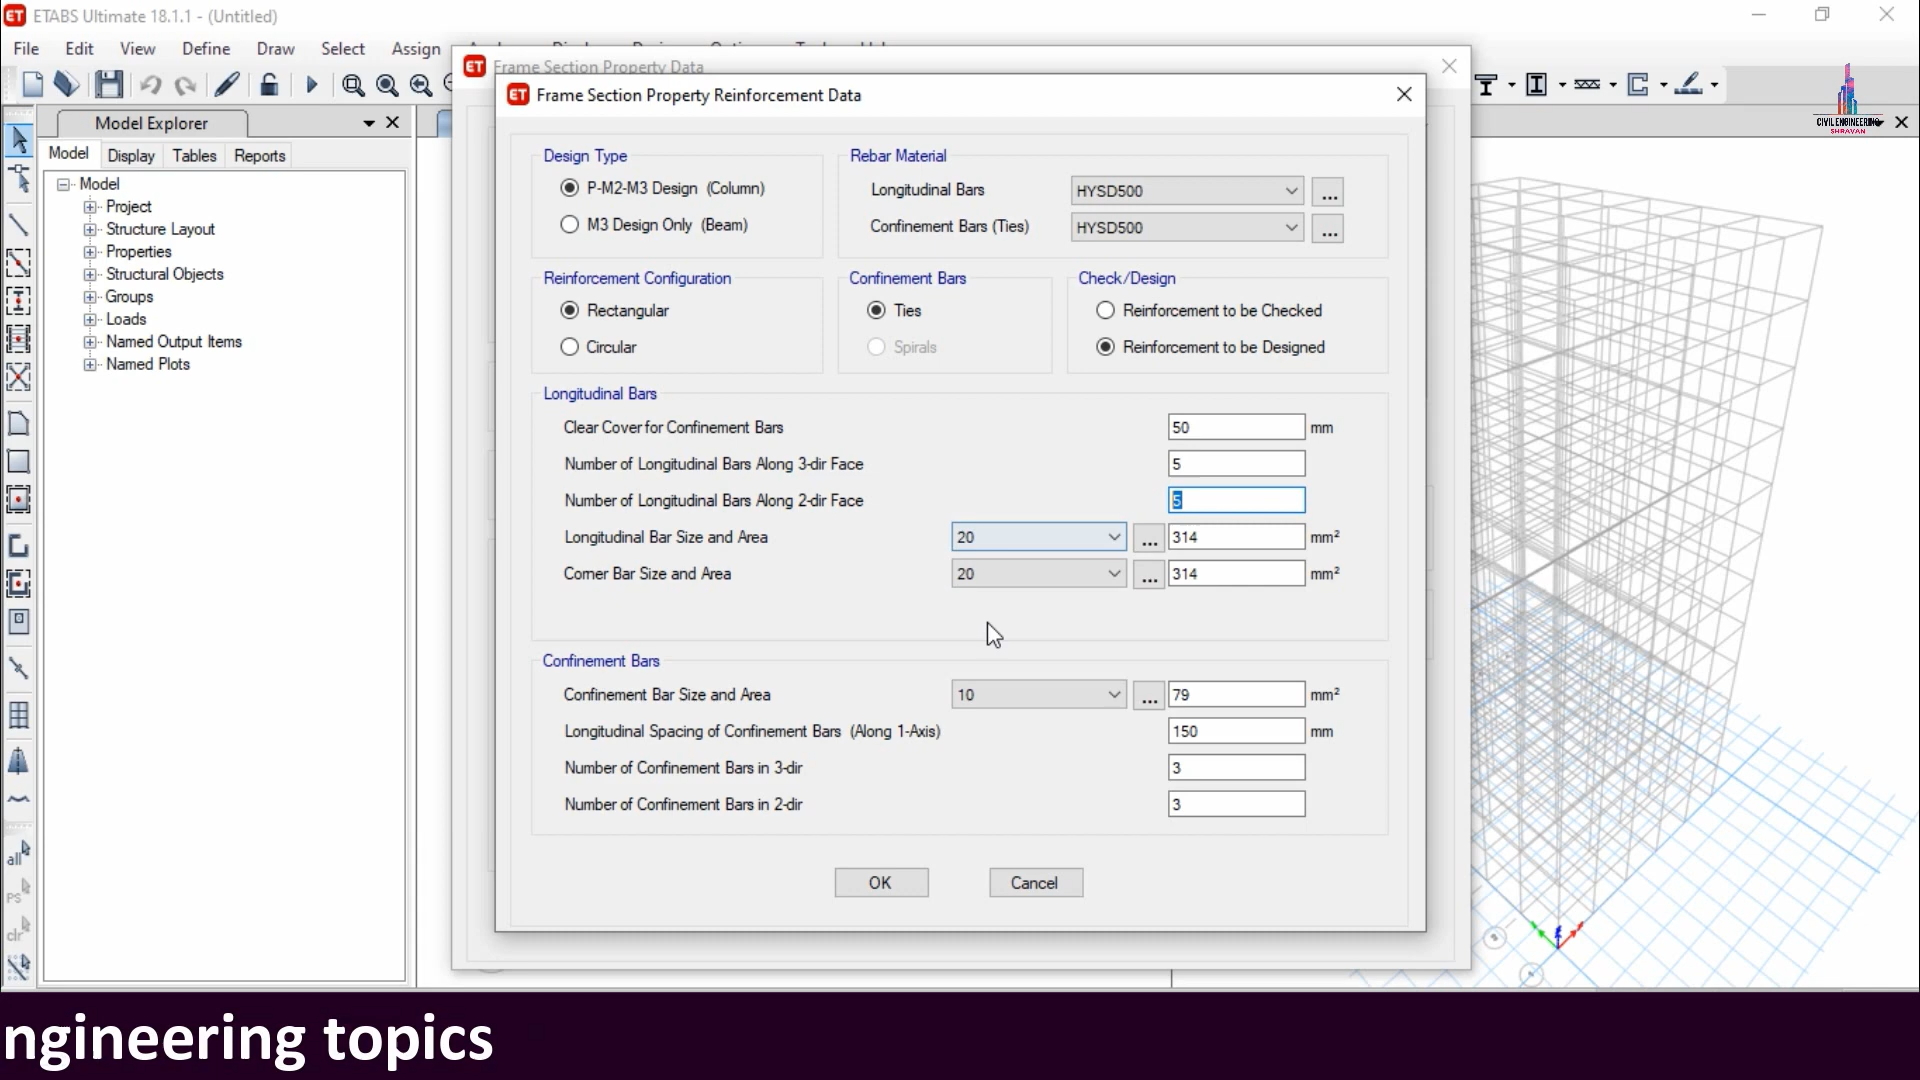 ETABS Ultimate 18.1.1 - (Untitled)
File Edit View Define Draw Select Assign
Frame Section Property Data
Frame Section Property Reinforcement Data
Model Explorer
Model Display Tables Reports
Model
Project
Structure Layout
Properties
Structural Objects
Groups
Loads
Named Output Items
Named Plots
Design Type
P-M2-M3 Design (Column)
M3 Design Only (Beam)
Rebar Material
Longitudinal Bars HYSD500 ...
Confinement Bars (Ties) HYSD500 ...
Reinforcement Configuration
Rectangular
Circular
Confinement Bars
Ties
Spirals
Check/Design
Reinforcement to be Checked
Reinforcement to be Designed
Longitudinal Bars
Clear Cover for Confinement Bars 50 mm
Number of Longitudinal Bars Along 3-dir Face 5
Number of Longitudinal Bars Along 2-dir Face 5
Longitudinal Bar Size and Area 20 ... 314 mm²
Corner Bar Size and Area 20 ... 314 mm²
Confinement Bars
Confinement Bar Size and Area 10 ... 79 mm²
Longitudinal Spacing of Confinement Bars (Along 1-Axis) 150 mm
Number of Confinement Bars in 3-dir 3
Number of Confinement Bars in 2-dir 3
OK Cancel
all
ps
clr
CIVIL ENGINEERING
SHRAVAN
ngineering topics